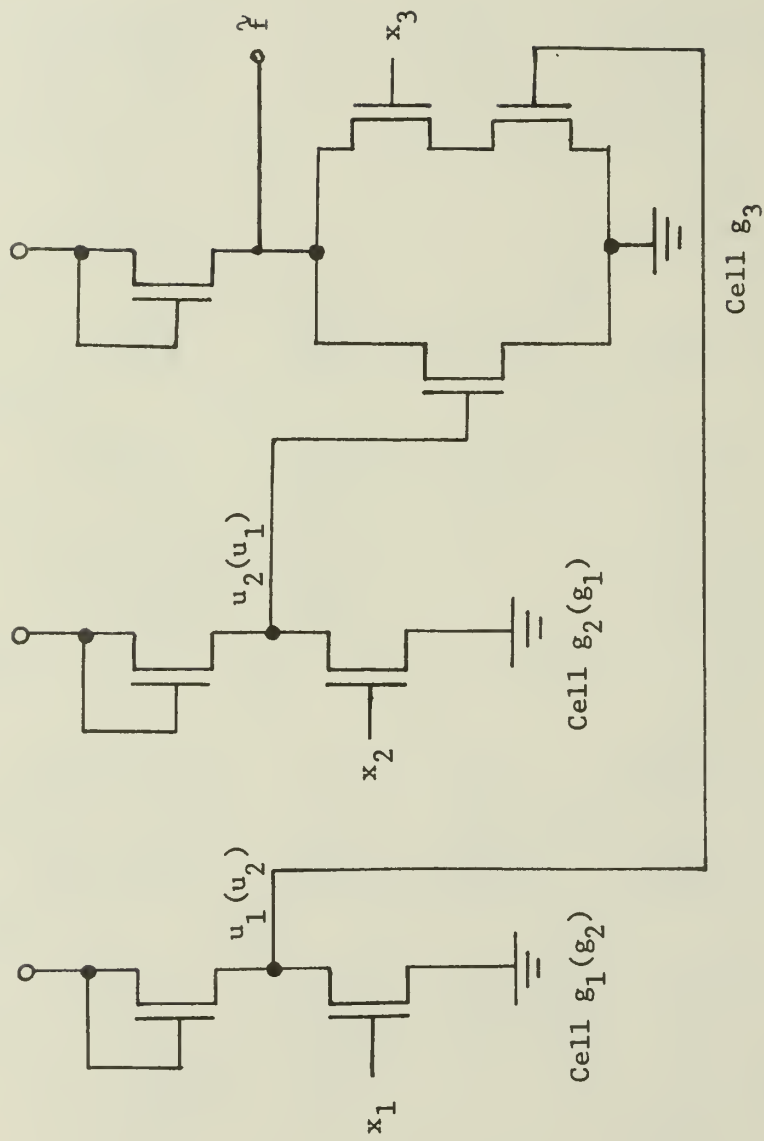 f̃
x₃
u₂(u₁)
x₂
Cell g₂(g₁)
u₁(u₂)
x₁
Cell g₁(g₂)
Cell g₃